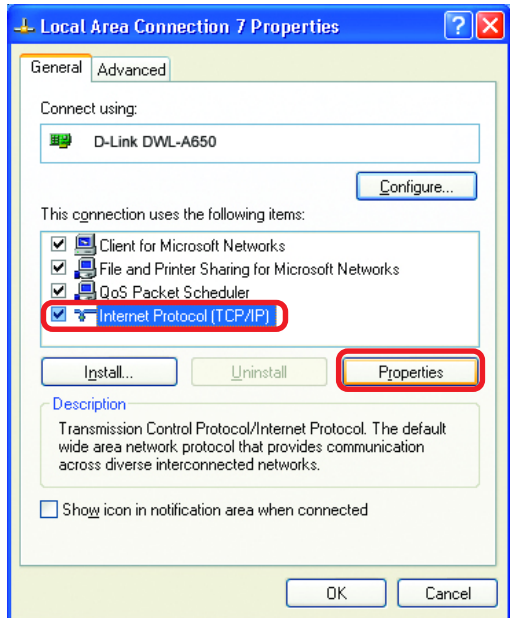 Local Area Connection 7 Properties
General Advanced
Connect using:
D-Link DWL-A650
Configure...
This connection uses the following items:
Client for Microsoft Networks
File and Printer Sharing for Microsoft Networks
QoS Packet Scheduler
Internet Protocol (TCP/IP)
Install... Uninstall Properties
Description
Transmission Control Protocol/Internet Protocol. The default
wide area network protocol that provides communication
across diverse interconnected networks.
Show icon in notification area when connected
OK Cancel